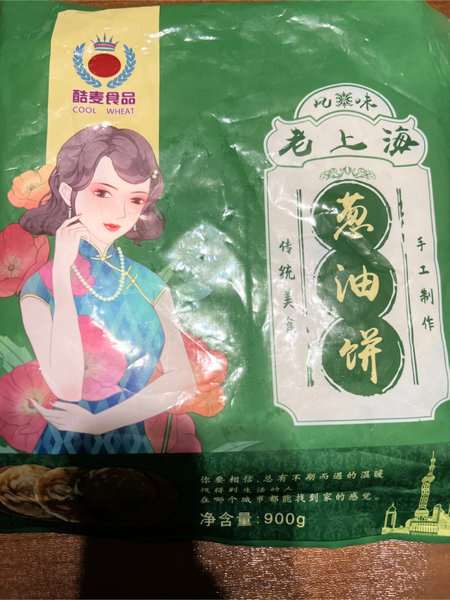 酷麦食品
COOL WHEAT
味
老上海
葱油饼
传统美食
手工制作
你要相信,总有不期而遇的温暖
找得到生活的人
在哪个城市都能找到家的感觉。
净含量:900g